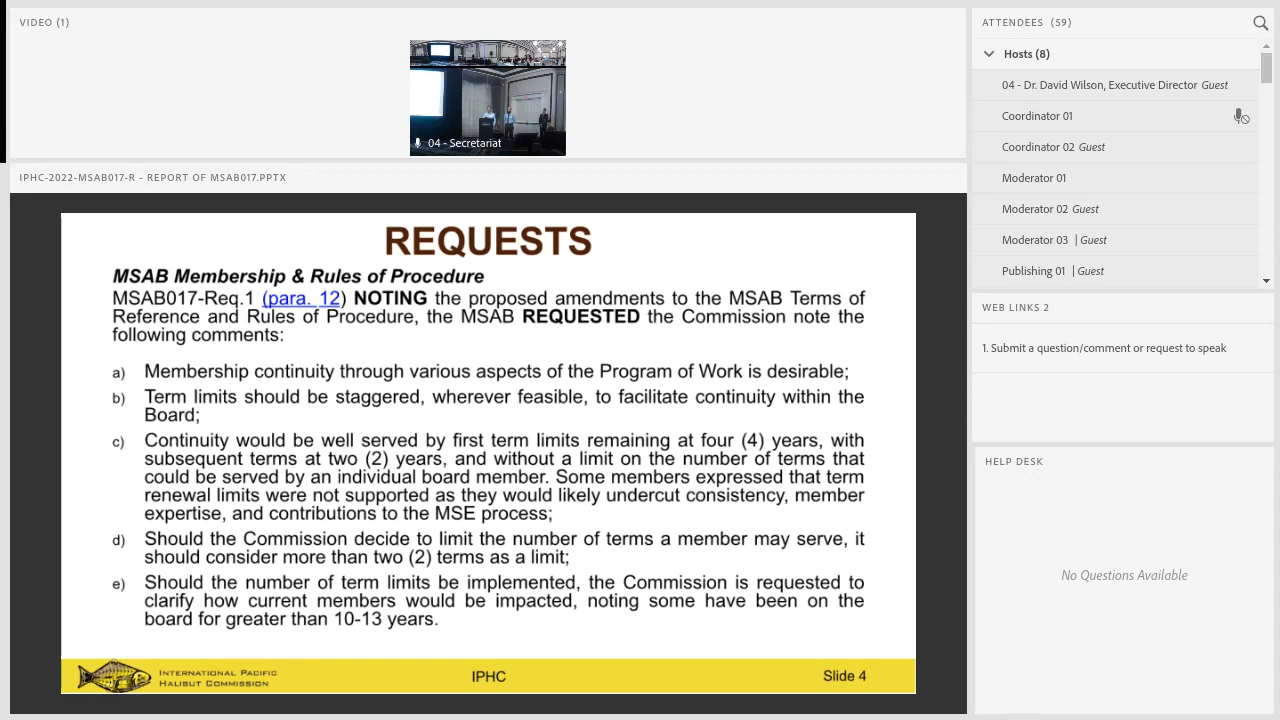 VIDEO (1)
04 - Secretariat
IPHC-2022-MSAB017-R - REPORT OF MSAB017.PPTX
REQUESTS
MSAB Membership & Rules of Procedure
MSAB017-Req.1 (para. 12) NOTING the proposed amendments to the MSAB Terms of
Reference and Rules of Procedure, the MSAB REQUESTED the Commission note the
following comments:
a) Membership continuity through various aspects of the Program of Work is desirable;
b) Term limits should be staggered, wherever feasible, to facilitate continuity within the
Board;
c) Continuity would be well served by first term limits remaining at four (4) years, with
subsequent terms at two (2) years, and without a limit on the number of terms that
could be served by an individual board member. Some members expressed that term
renewal limits were not supported as they would likely undercut consistency, member
expertise, and contributions to the MSE process;
d) Should the Commission decide to limit the number of terms a member may serve, it
should consider more than two (2) terms as a limit;
e) Should the number of term limits be implemented, the Commission is requested to
clarify how current members would be impacted, noting some have been on the
board for greater than 10-13 years.
INTERNATIONAL PACIFIC
HALIBUT COMMISSION
IPHC
Slide 4
ATTENDEES (59)
Hosts (8)
04 - Dr. David Wilson, Executive Director Guest
Coordinator 01
Coordinator 02 Guest
Moderator 01
Moderator 02 Guest
Moderator 03 | Guest
Publishing 01 | Guest
WEB LINKS 2
1. Submit a question/comment or request to speak
HELP DESK
No Questions Available